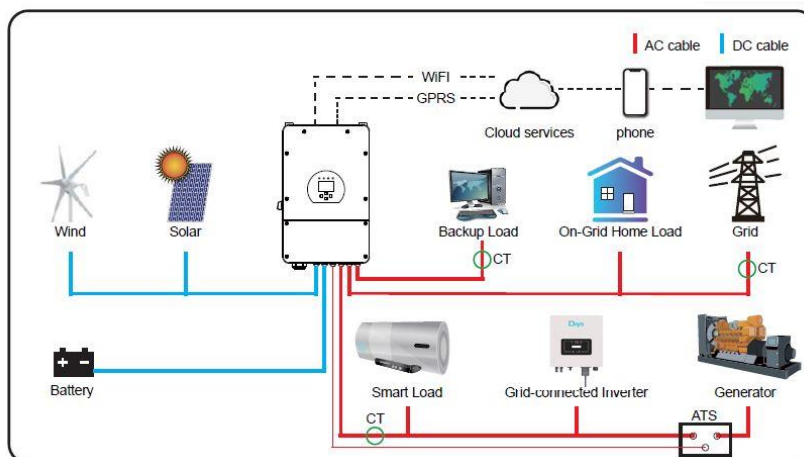 AC cable
DC cable
WiFI
GPRS
Cloud services
phone
Wind
Solar
Backup Load
On-Grid Home Load
Grid
CT
CT
Battery
Smart Load
Grid-connected Inverter
Generator
CT
ATS